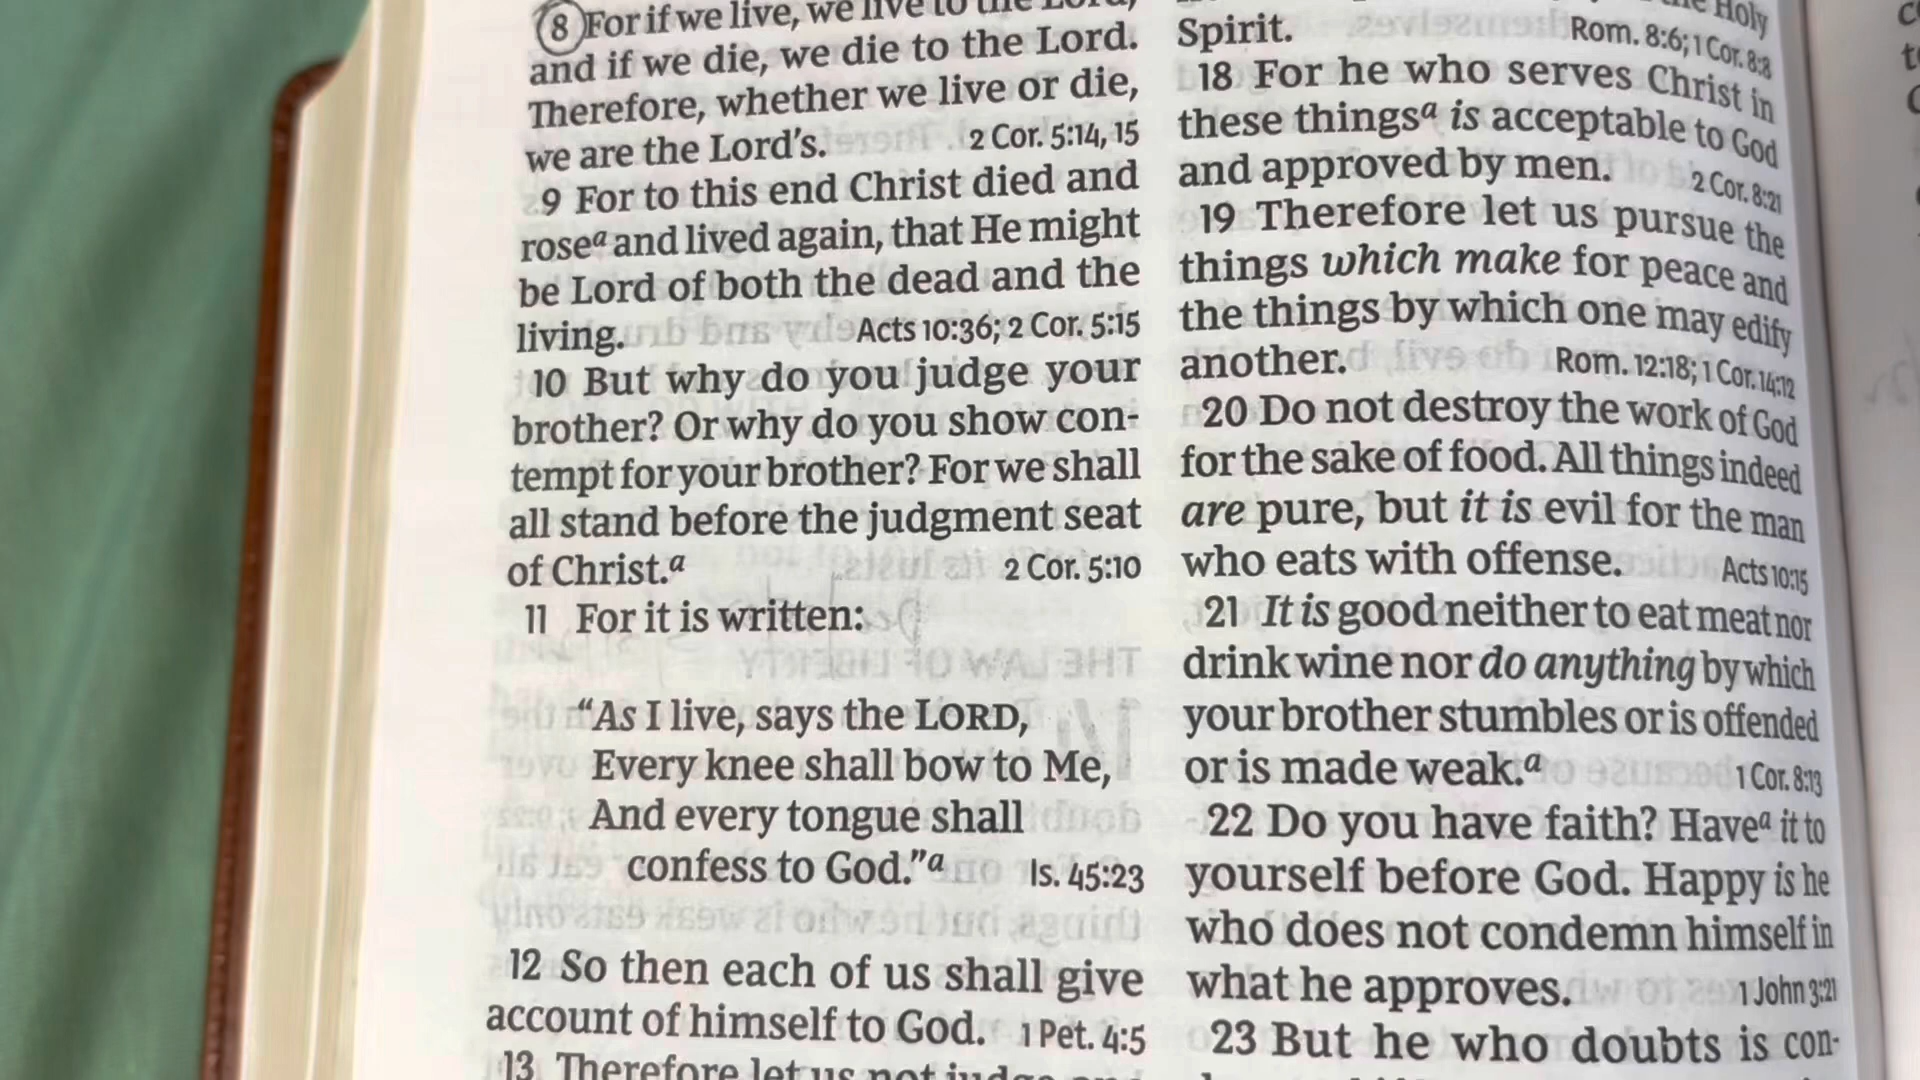 8 For if we live, we live to the Lord,
and if we die, we die to the Lord.
Therefore, whether we live or die,
we are the Lord's. 2 Cor. 5:14, 15
9 For to this end Christ died and
roseᵃ and lived again, that He might
be Lord of both the dead and the
living. Acts 10:36; 2 Cor. 5:15
10 But why do you judge your
brother? Or why do you show con-
tempt for your brother? For we shall
all stand before the judgment seat
of Christ.ᵃ 2 Cor. 5:10
11 For it is written:
“As I live, says the LORD,
Every knee shall bow to Me,
And every tongue shall
confess to God.”ᵃ Is. 45:23
12 So then each of us shall give
account of himself to God. 1 Pet. 4:5
13 Therefore let us not judge
Holy
Spirit. Rom. 8:6; 1 Cor. 8:8
18 For he who serves Christ in
these thingsᵃ is acceptable to God
and approved by men. 2 Cor. 8:21
19 Therefore let us pursue the
things which make for peace and
the things by which one may edify
another. Rom. 12:18; 1 Cor. 14:12
20 Do not destroy the work of God
for the sake of food. All things indeed
are pure, but it is evil for the man
who eats with offense. Acts 10:15
21 It is good neither to eat meat nor
drink wine nor do anything by which
your brother stumbles or is offended
or is made weak.ᵃ 1 Cor. 8:13
22 Do you have faith? Haveᵃ it to
yourself before God. Happy is he
who does not condemn himself in
what he approves. 1 John 3:21
23 But he who doubts is con-